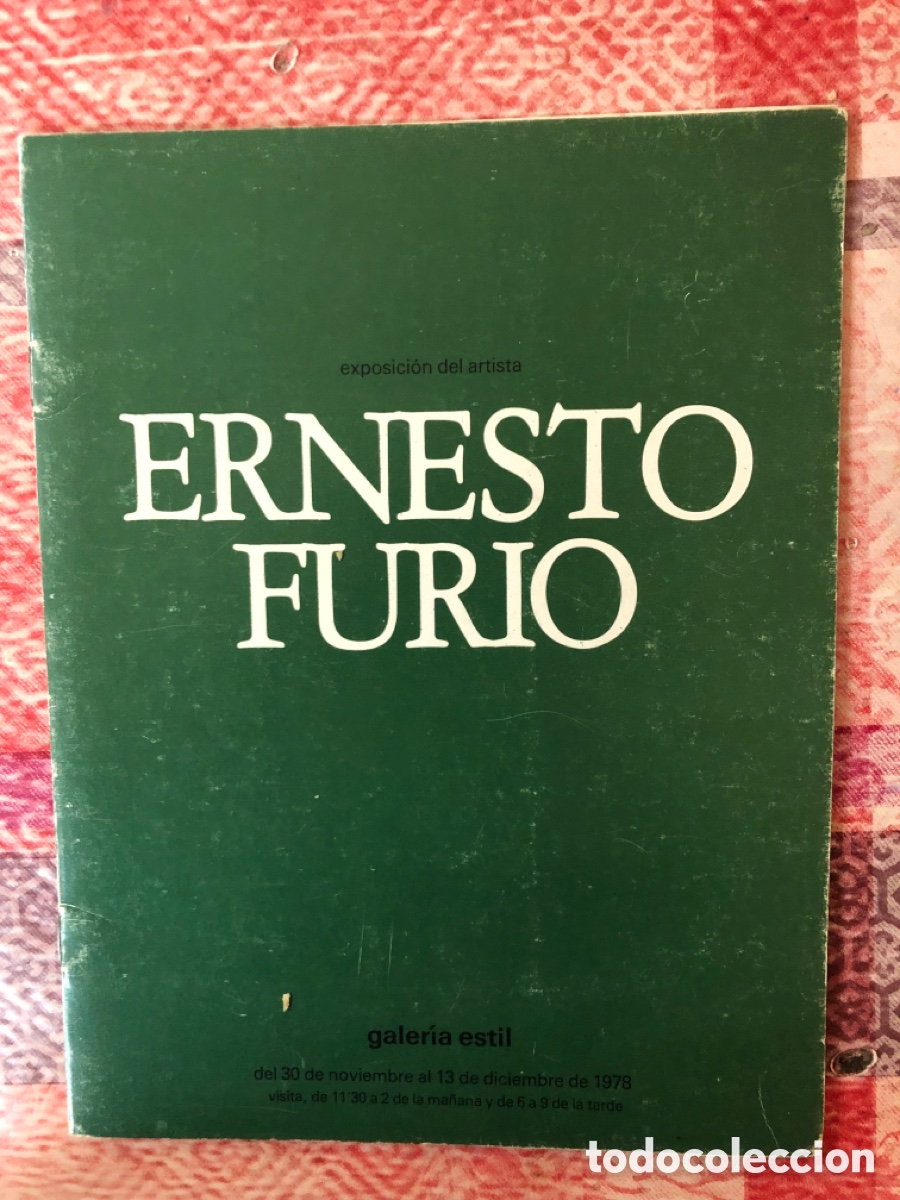 exposición del artista
ERNESTO
FURIO
galería estil
del 30 de noviembre al 13 de diciembre de 1978
visita, de 11'30 a 2 de la mañana y de 6 a 9 de la terde
todocoleccion